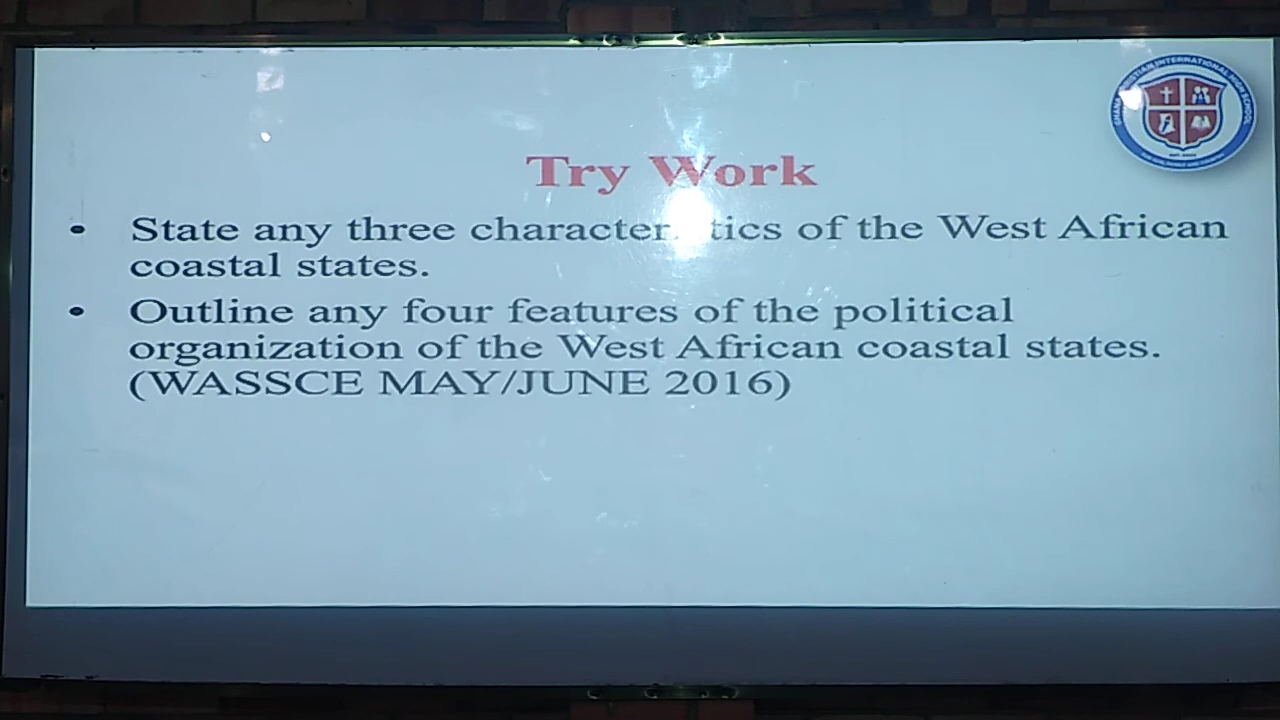 Try Work
• State any three character tics of the West African
coastal states.
• Outline any four features of the political
organization of the West African coastal states.
(WASSCE MAY/JUNE 2016)